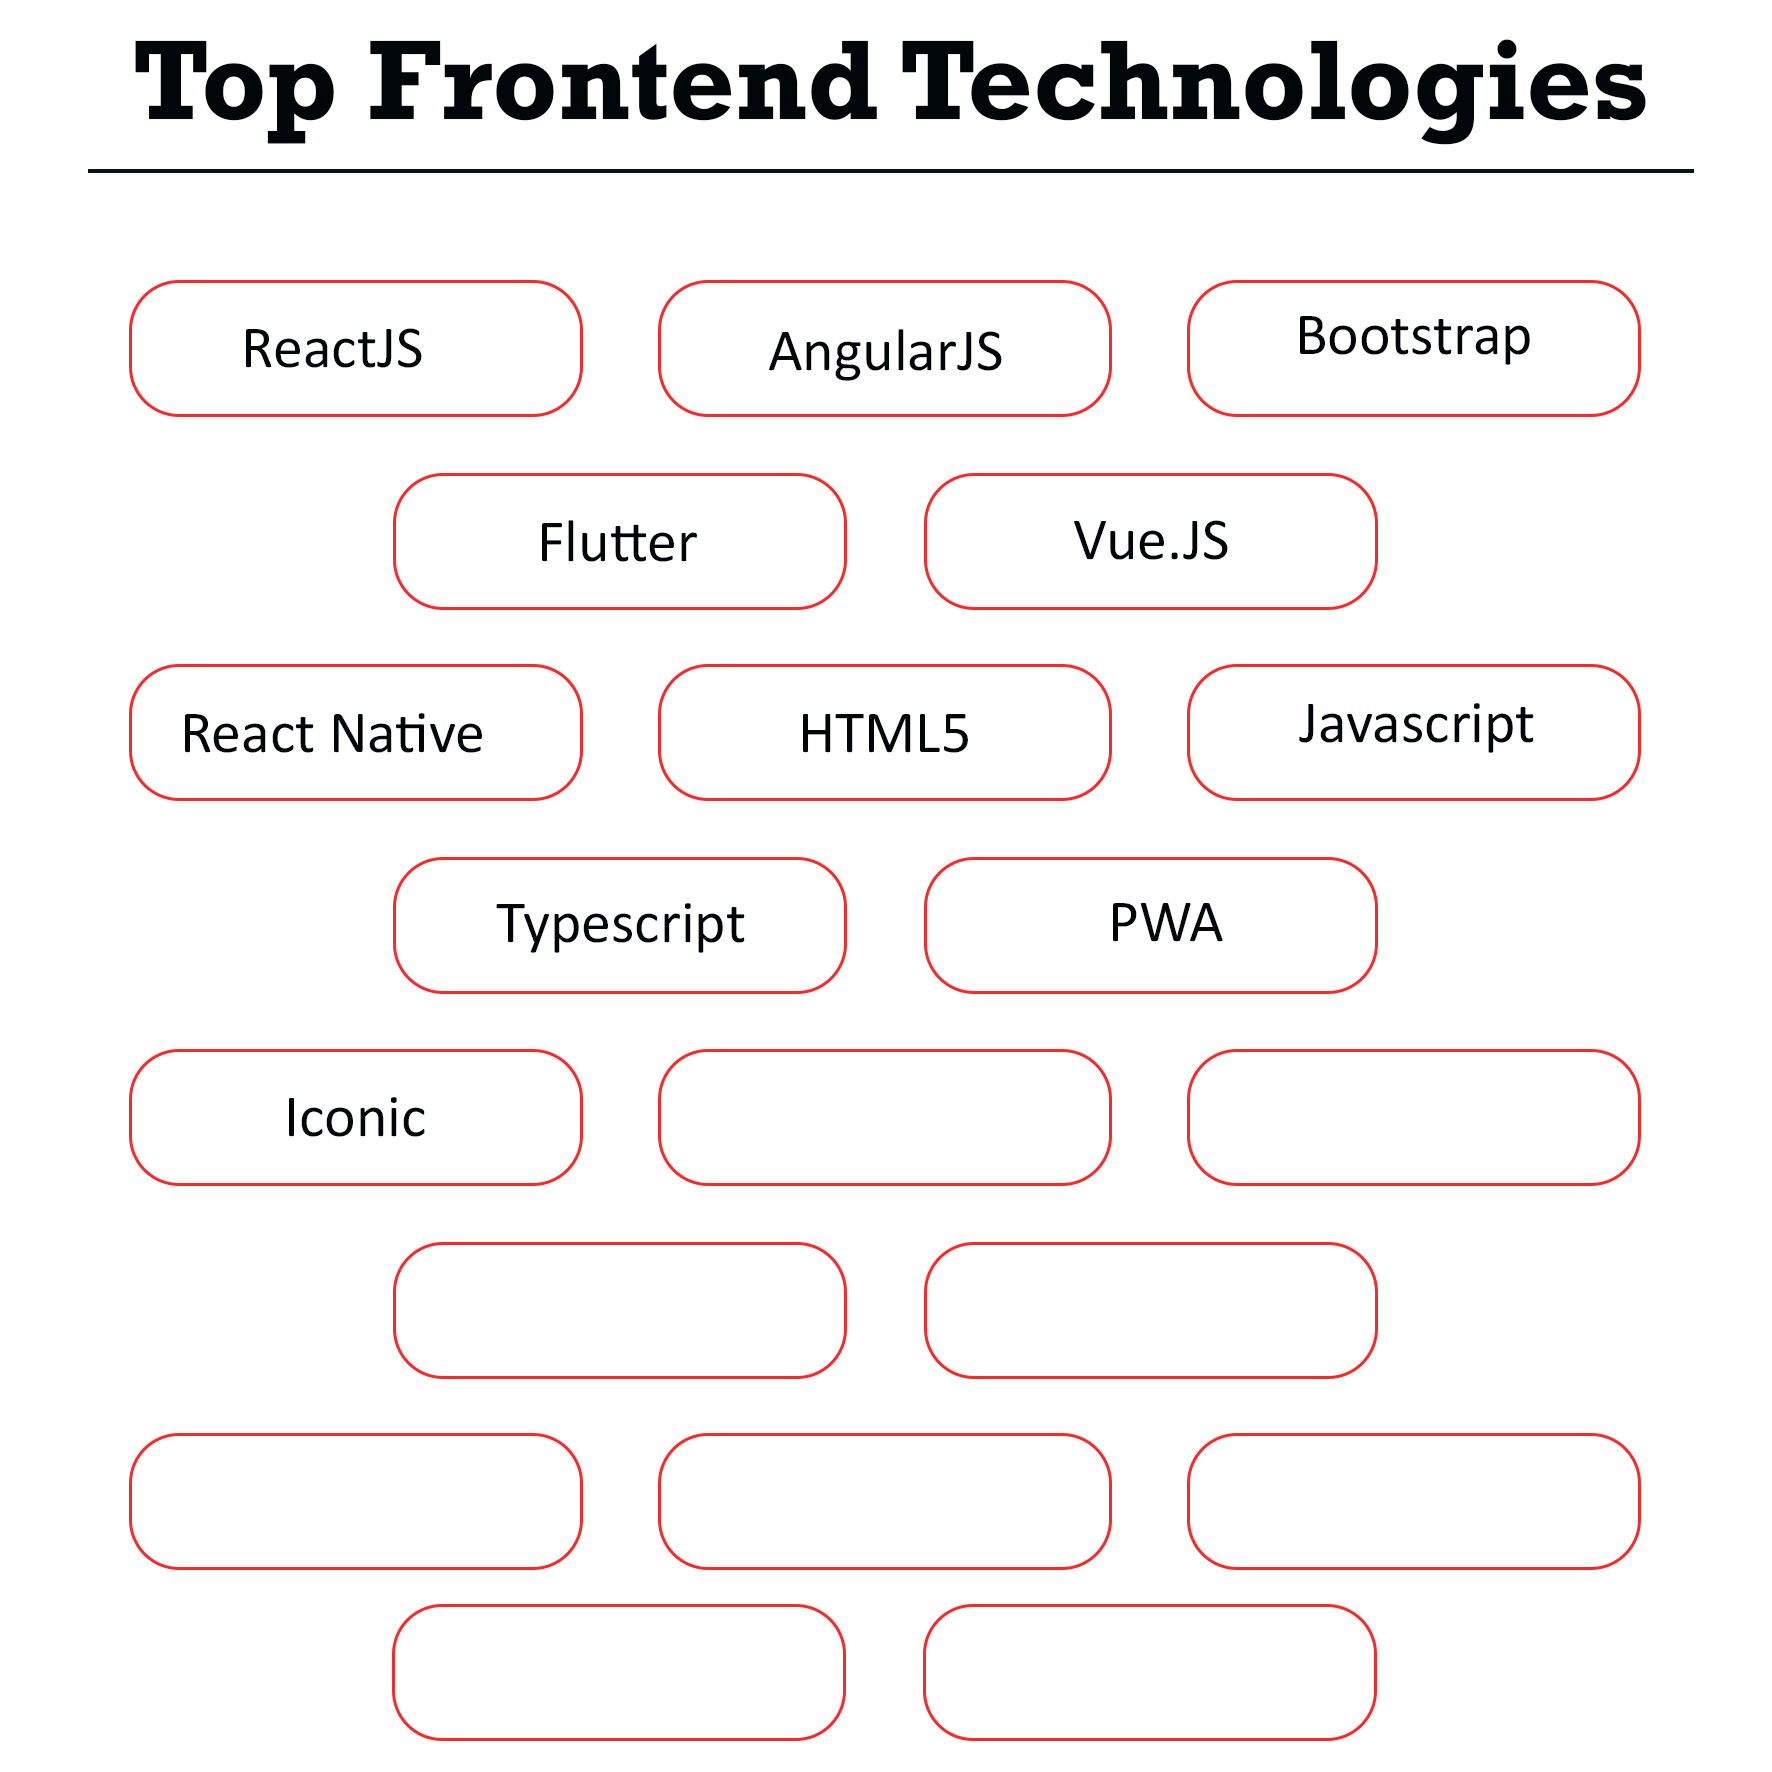 Top Frontend Technologies
ReactJS
AngularJS
Bootstrap
Flutter
Vue.JS
React Native
HTML5
Javascript
Typescript
PWA
Iconic